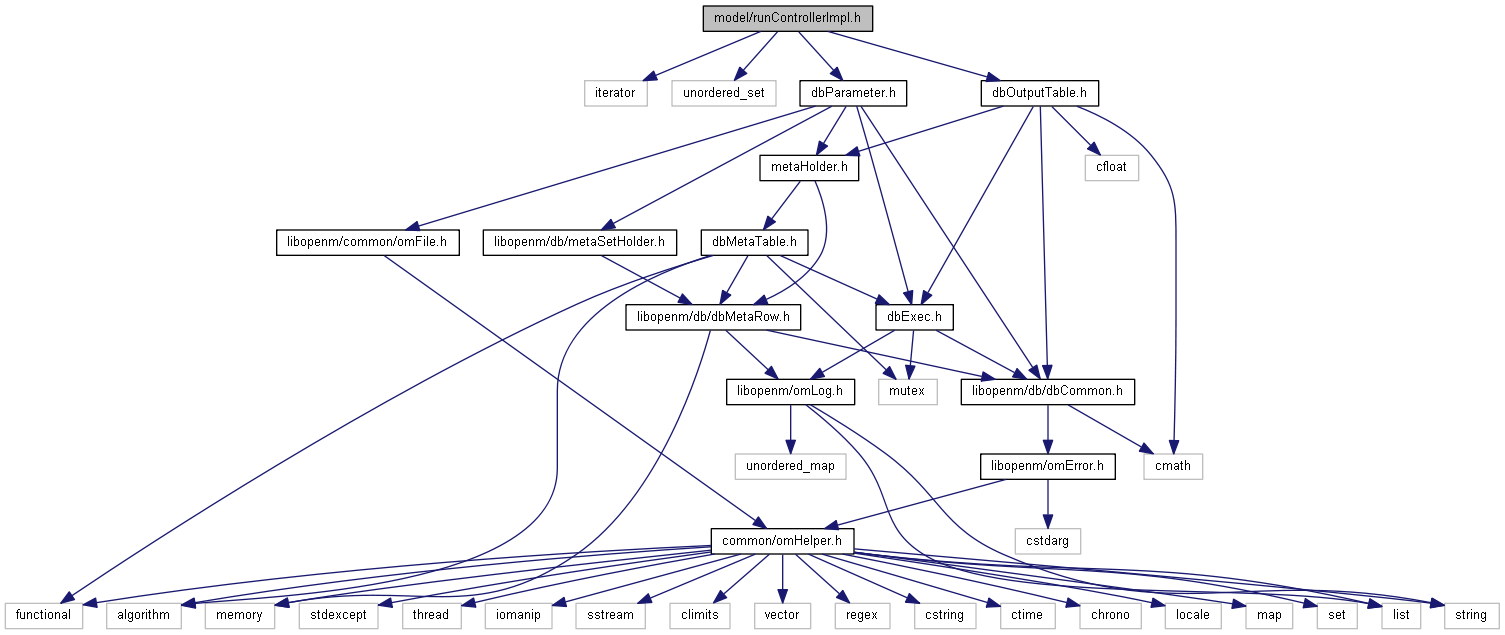 model/runControllerImpl.h
iterator
unordered_set
dbParameter.h
dbOutputTable.h
metaHolder.h
cfloat
libopenm/common/omFile.h
libopenm/db/metaSetHolder.h
dbMetaTable.h
libopenm/db/dbMetaRow.h
dbExec.h
libopenm/omLog.h
mutex
libopenm/db/dbCommon.h
unordered_map
libopenm/omError.h
cmath
common/omHelper.h
cstdarg
functional
algorithm
memory
stdexcept
thread
iomanip
sstream
climits
vector
regex
cstring
ctime
chrono
locale
map
set
list
string